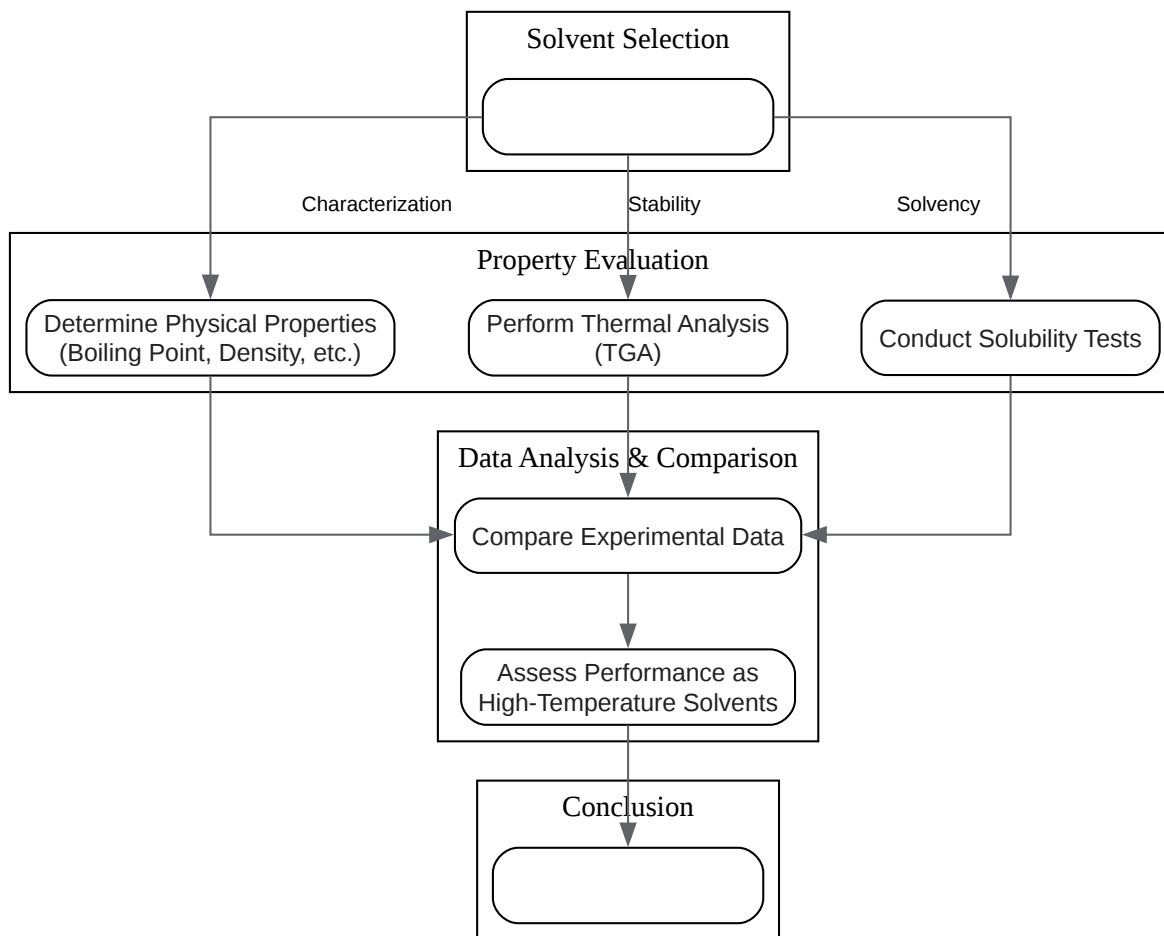 Solvent Selection
Characterization
Stability
Solvency
Property Evaluation
Determine Physical Properties
(Boiling Point, Density, etc.)
Perform Thermal Analysis
(TGA)
Conduct Solubility Tests
Data Analysis & Comparison
Compare Experimental Data
Assess Performance as
High-Temperature Solvents
Conclusion